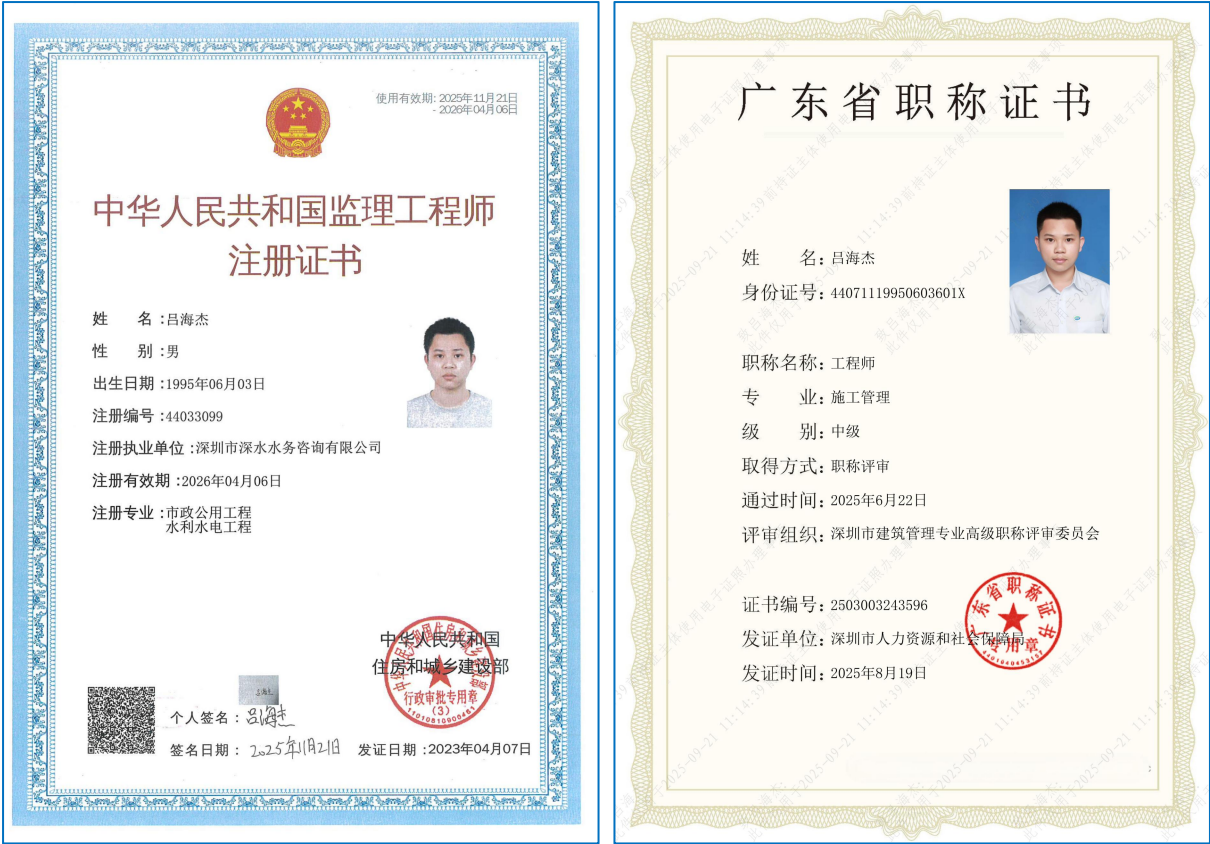 使用有效期: 2025年11月21日
- 2026年04月06日
中华人民共和国监理工程师
注册证书
姓 名 :吕海杰
性 别 :男
出生日期 :1995年06月03日
注册编号 :44033099
注册执业单位 :深圳市深水水务咨询有限公司
注册有效期 :2026年04月06日
注册专业 :市政公用工程
水利水电工程
中华人民共和国
住房和城乡建设部
行政审批专用章
(3)
11010810900461
个人签名 : 吕海杰
签名日期 : 2025年11月21日
发证日期 :2023年04月07日
广东省职称证书
姓 名: 吕海杰
身份证号: 44071119950603601X
职称名称: 工程师
专 业: 施工管理
级 别: 中级
取得方式: 职称评审
通过时间: 2025年6月22日
评审组织: 深圳市建筑管理专业高级职称评审委员会
证书编号: 2503003243596
发证单位: 深圳市人力资源和社会保障局
发证时间: 2025年8月19日
广东省职称证书
专用章